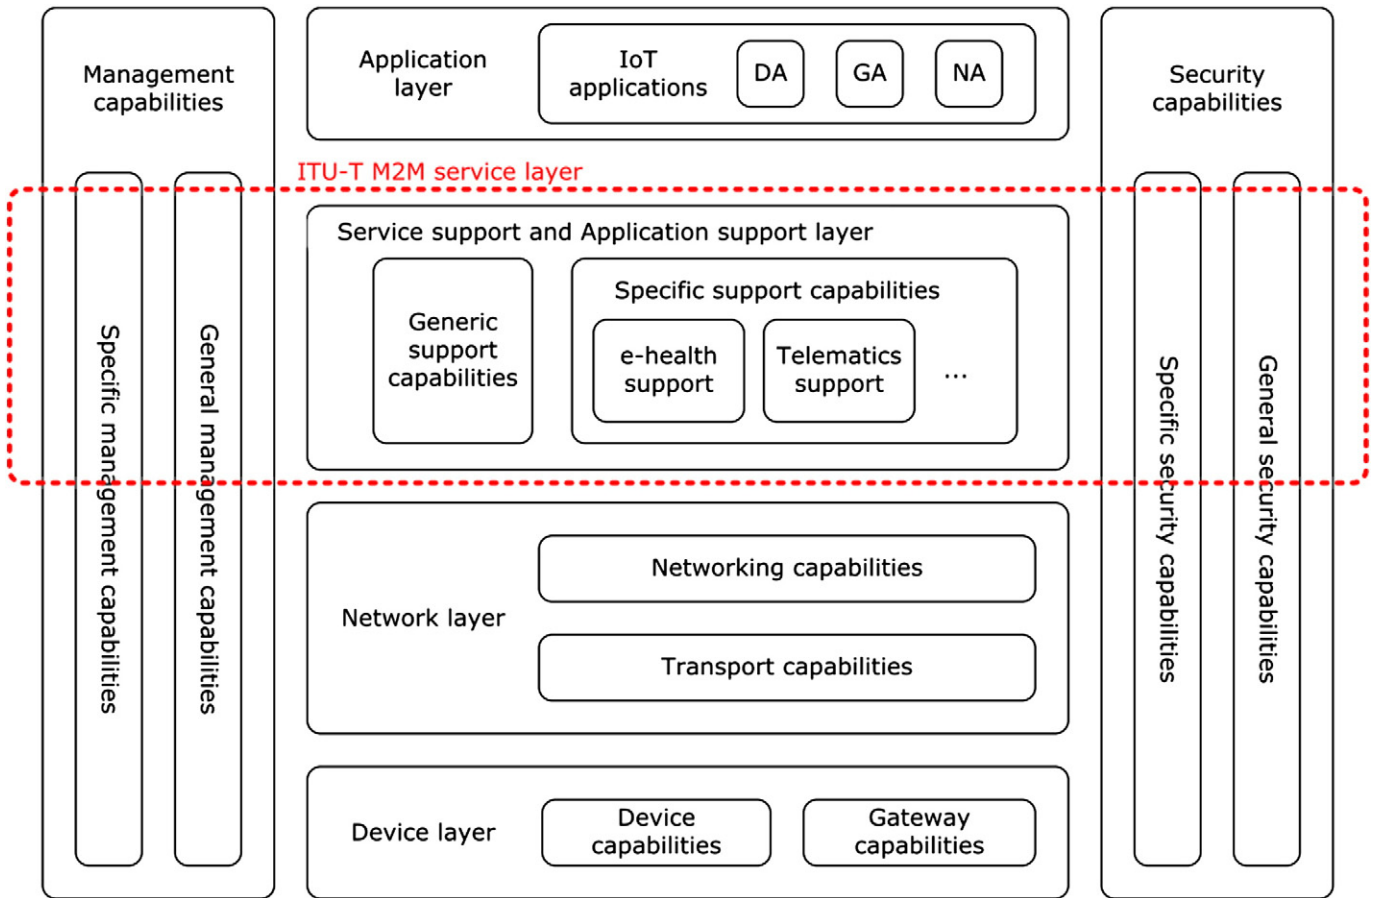 Management
capabilities
Specific management capabilities
General management capabilities
Application
layer
IoT
applications
DA
GA
NA
ITU-T M2M service layer
Service support and Application support layer
Generic
support
capabilities
Specific support capabilities
e-health
support
Telematics
support
...
Network layer
Networking capabilities
Transport capabilities
Device layer
Device
capabilities
Gateway
capabilities
Security
capabilities
Specific security capabilities
General security capabilities